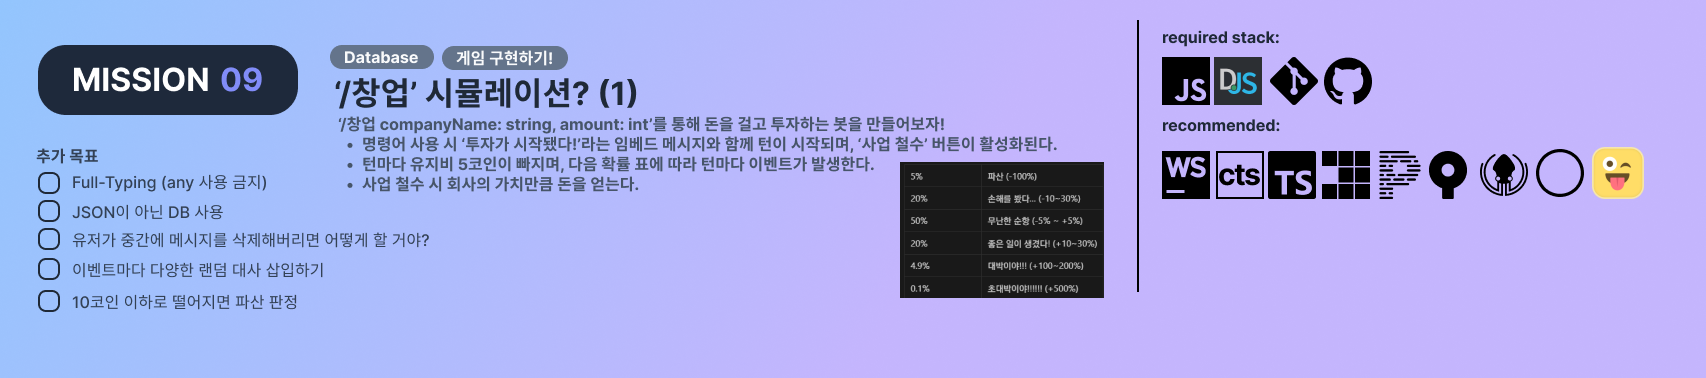 MISSION 09
Database
게임 구현하기!
‘/창업’ 시뮬레이션? (1)
‘/창업 companyName: string, amount: int’를 통해 돈을 걸고 투자하는 봇을 만들어보자!
• 명령어 사용 시 ‘투자가 시작됐다!’라는 임베드 메시지와 함께 턴이 시작되며, ‘사업 철수’ 버튼이 활성화된다.
• 턴마다 유지비 5코인이 빠지며, 다음 확률 표에 따라 턴마다 이벤트가 발생한다.
• 사업 철수 시 회사의 가치만큼 돈을 얻는다.
추가 목표
Full-Typing (any 사용 금지)
JSON이 아닌 DB 사용
유저가 중간에 메시지를 삭제해버리면 어떻게 할 거야?
이벤트마다 다양한 랜덤 대사 삽입하기
10코인 이하로 떨어지면 파산 판정
5% 파산 (-100%)
20% 손해를 봤다... (-10~30%)
50% 무난한 순항 (-5% ~ +5%)
20% 좋은 일이 생겼다! (+10~30%)
4.9% 대박이야!!! (+100~200%)
0.1% 초대박이야!!!!!!! (+500%)
required stack:
JS
DJS
recommended:
WS
cts
TS